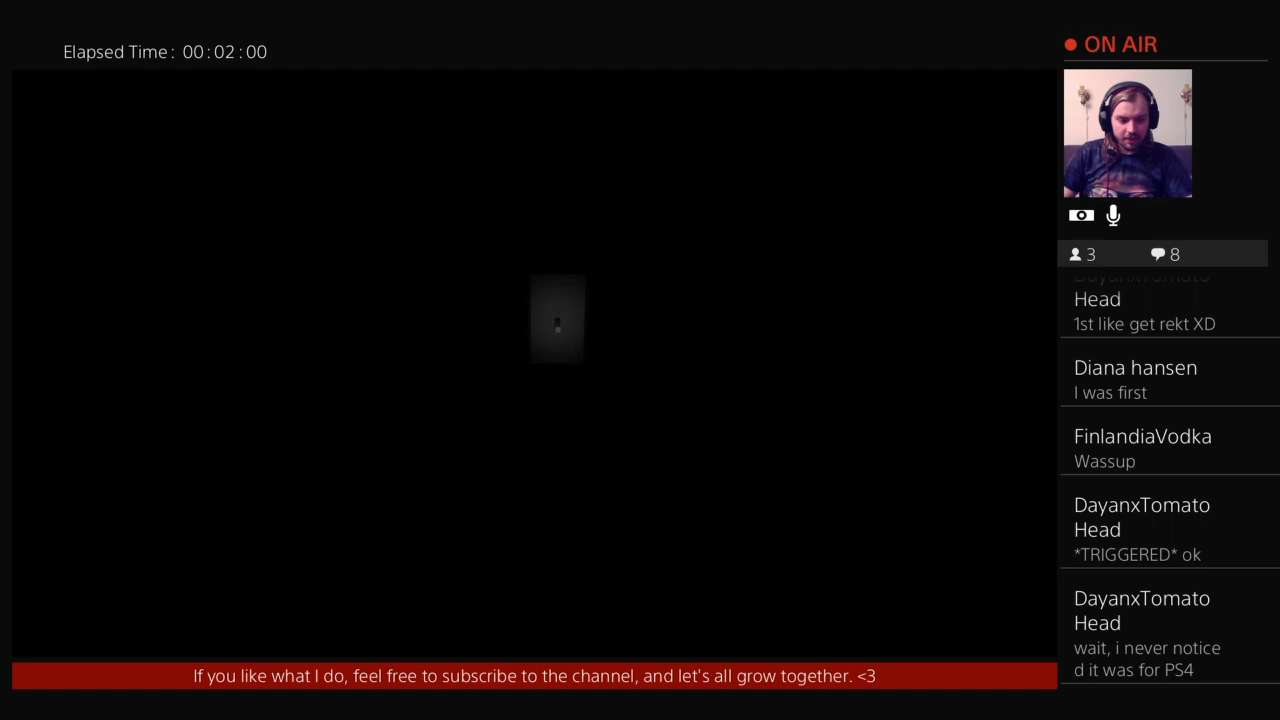 Elapsed Time: 00:02:00
ON AIR
3
8
DayanxTomato
Head
1st like get rekt XD
Diana hansen
I was first
FinlandiaVodka
Wassup
DayanxTomato
Head
*TRIGGERED* ok
DayanxTomato
Head
wait, i never notice
d it was for PS4
If you like what I do, feel free to subscribe to the channel, and let's all grow together. <3